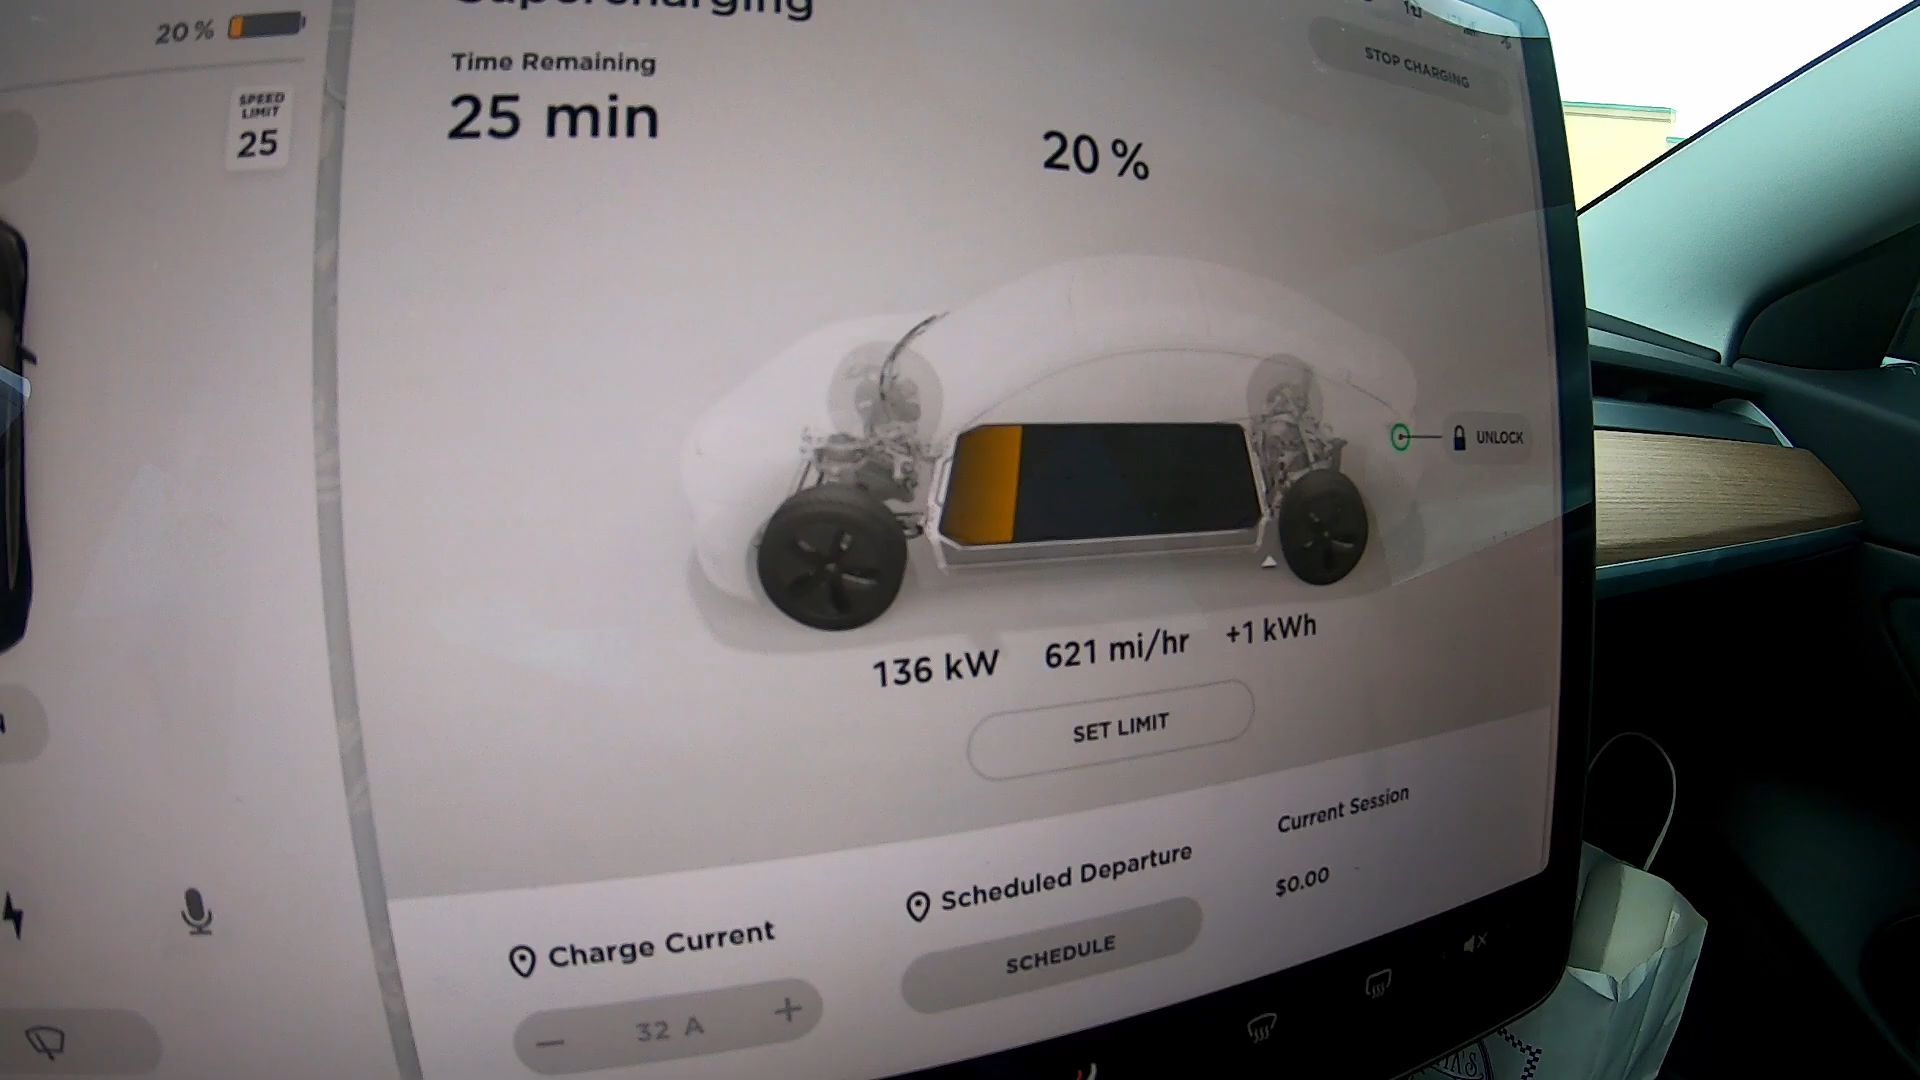 20 %
SPEED
LIMIT
25
Supercharging
Time Remaining
25 min
STOP CHARGING
20 %
UNLOCK
136 kW 621 mi/hr +1 kWh
SET LIMIT
Charge Current
32 A
Scheduled Departure
SCHEDULE
Current Session
$0.00